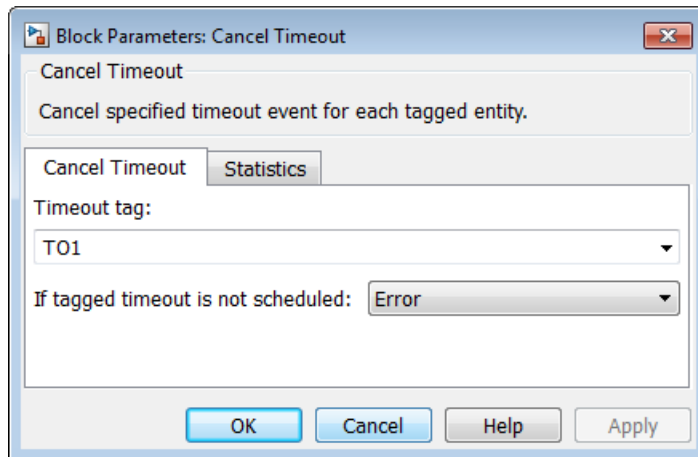 Block Parameters: Cancel Timeout
Cancel Timeout
Cancel specified timeout event for each tagged entity.
Cancel Timeout Statistics
Timeout tag:
TO1
If tagged timeout is not scheduled: Error
OK Cancel Help Apply